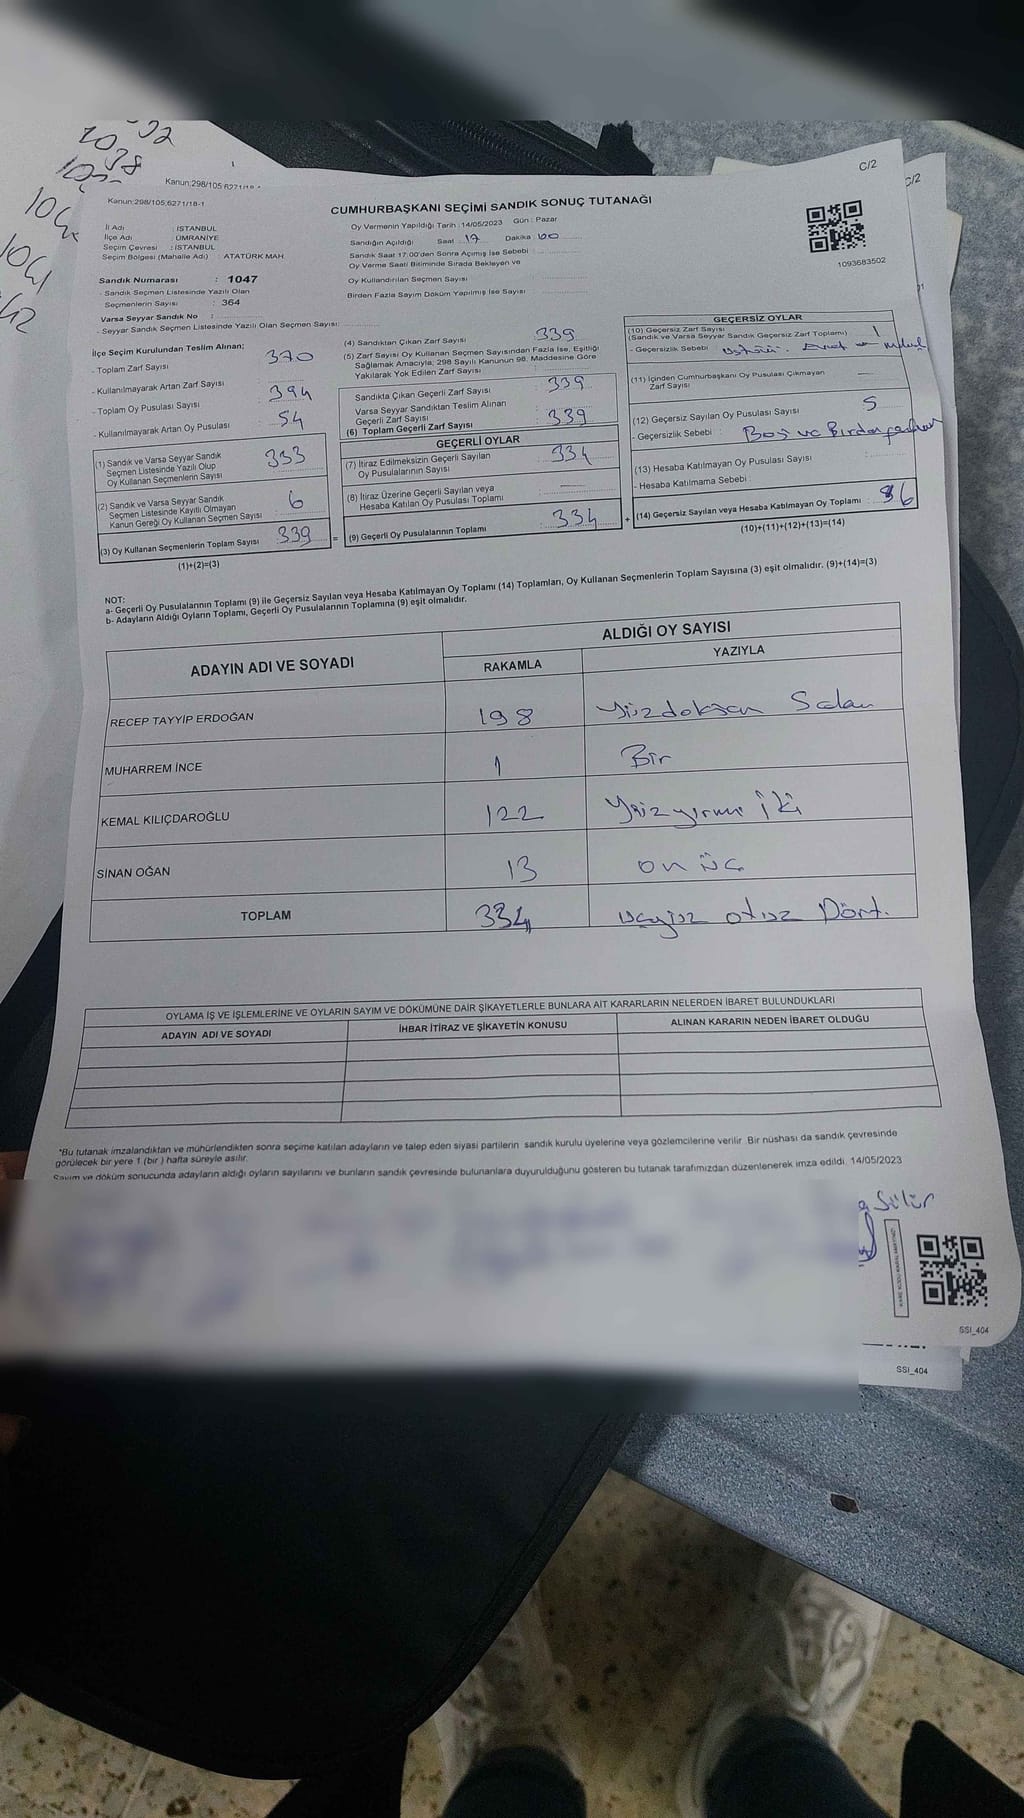 32
1038
103
104
1041
42
Kanun:298/105;6271/18-1
C/2
C/2
Kanun:298/105;6271/18-1
CUMHURBAŞKANI SEÇİMİ SANDIK SONUÇ TUTANAĞI
İl Adı : İSTANBUL
İlçe Adı : ÜMRANİYE
Seçim Çevresi : İSTANBUL
Seçim Bölgesi (Mahalle Adı) ATATÜRK MAH.
Sandık Numarası : 1047
- Sandık Seçmen Listesinde Yazılı Olan
Seçmenlerin Sayısı : 364
Varsa Seyyar Sandık No :
- Seyyar Sandık Seçmen Listesinde Yazılı Olan Seçmen Sayısı:
Oy Vermenin Yapıldığı Tarih : 14/05/2023 Gün : Pazar
Sandığın Açıldığı Saat 17 Dakika 00
Sandık Saat 17:00'den Sonra Açımış İse Sebebi
Oy Verme Saati Bitiminde Sırada Bekleyen ve
Oy Kullandırılan Seçmen Sayısı
Birden Fazla Sayım Döküm Yapılmış İse Sayısı
1093683502
İlçe Seçim Kurulundan Teslim Alınan;
- Toplam Zarf Sayısı 370
- Kullanılmayarak Artan Zarf Sayısı
- Toplam Oy Pusulası Sayısı 394
- Kullanılmayarak Artan Oy Pusulası 54
(1) Sandık ve Varsa Seyyar Sandık
Seçmen Listesinde Yazılı Olup
Oy Kullanan Seçmenlerin Sayısı 333
(2) Sandık ve Varsa Seyyar Sandık
Seçmen Listesinde Kayıtlı Olmayan
Kanun Gereği Oy Kullanan Seçmen Sayısı 6
(3) Oy Kullanan Seçmenlerin Toplam Sayısı 339
(1)+(2)=(3)
(4) Sandıktan Çıkan Zarf Sayısı 339
(5) Zarf Sayısı Oy Kullanan Seçmen Sayısından Fazla İse, Eşitliği
Sağlamak Amacıyla; 298 Sayılı Kanunun 98. Maddesine Göre
Yakılarak Yok Edilen Zarf Sayısı
Sandıkta Çıkan Geçerli Zarf Sayısı 339
Varsa Seyyar Sandıktan Teslim Alınan
Geçerli Zarf Sayısı
(6) Toplam Geçerli Zarf Sayısı 339
GEÇERLİ OYLAR
(7) İtiraz Edilmeksizin Geçerli Sayılan
Oy Pusulalarının Sayısı 334
(8) İtiraz Üzerine Geçerli Sayılan veya
Hesaba Katılan Oy Pusulası Toplamı —
(9) Geçerli Oy Pusulalarının Toplamı 334
=
+
GEÇERSİZ OYLAR
(10) Geçersiz Zarf Sayısı
(Sandık ve Varsa Seyyar Sandık Geçersiz Zarf Toplamı) 1
- Geçersizlik Sebebi
(11) İçinden Cumhurbaşkanı Oy Pusulası Çıkmayan
Zarf Sayısı —
(12) Geçersiz Sayılan Oy Pusulası Sayısı 5
- Geçersizlik Sebebi : Boş ve Birden
(13) Hesaba Katılmayan Oy Pusulası Sayısı :
- Hesaba Katılmama Sebebi :
(14) Geçersiz Sayılan veya Hesaba Katılmayan Oy Toplamı : 6
(10)+(11)+(12)+(13)=(14)
NOT:
a- Geçerli Oy Pusulalarının Toplamı (9) ile Geçersiz Sayılan veya Hesaba Katılmayan Oy Toplamı (14) Toplamları, Oy Kullanan Seçmenlerin Toplam Sayısına (3) eşit olmalıdır. (9)+(14)=(3)
b- Adayların Aldığı Oyların Toplamı, Geçerli Oy Pusulalarının Toplamına (9) eşit olmalıdır.
ADAYIN ADI VE SOYADI
ALDIĞI OY SAYISI
RAKAMLA YAZIYLA
RECEP TAYYİP ERDOĞAN 198 Yüzdoksan Sekiz
MUHARREM İNCE 1 Bir
KEMAL KILIÇDAROĞLU 122 Yüzyirmi İki
SİNAN OĞAN 13 on üç
TOPLAM 334 üçyüz otuz Dört.
OYLAMA İŞ VE İŞLEMLERİNE VE OYLARIN SAYIM VE DÖKÜMÜNE DAİR ŞİKAYETLERLE BUNLARA AİT KARARLARIN NELERDEN İBARET BULUNDUKLARI
ADAYIN ADI VE SOYADI İHBAR İTİRAZ VE ŞİKAYETİN KONUSU ALINAN KARARIN NEDEN İBARET OLDUĞU
*Bu tutanak imzalandıktan ve mühürlendikten sonra seçime katılan adayların ve talep eden siyasi partilerin sandık kurulu üyelerine veya gözlemcilerine verilir. Bir nüshası da sandık çevresinde
görülecek bir yere 1 (bir) hafta süreyle asılır.
Sayım ve döküm sonucunda adayların aldığı oyların sayılarını ve bunların sandık çevresinde bulunanlara duyurulduğunu gösteren bu tutanak tarafımızdan düzenlenerek imza edildi. 14/05/2023
SSI_404
SSI_404